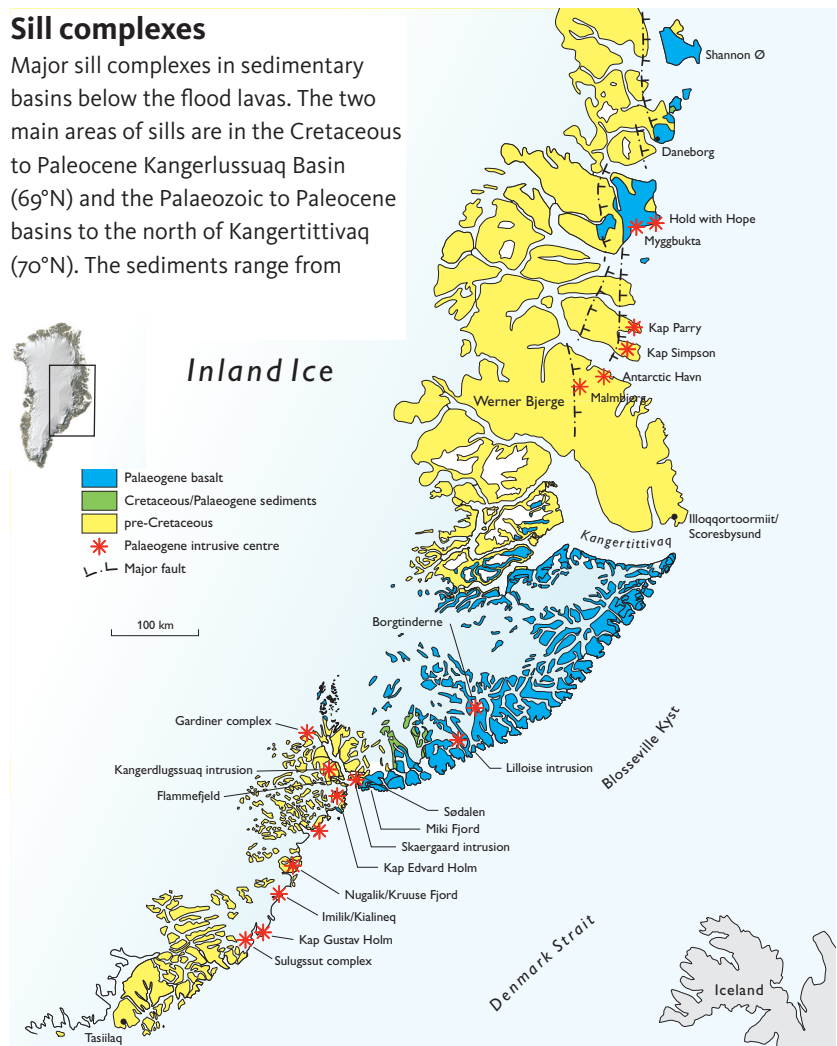 Sill complexes
Major sill complexes in sedimentary
basins below the flood lavas. The two
main areas of sills are in the Cretaceous
to Paleocene Kangerlussuaq Basin
(69°N) and the Palaeozoic to Paleocene
basins to the north of Kangertittivaq
(70°N). The sediments range from
Shannon Ø
Daneborg
Hold with Hope
Myggbukta
Kap Parry
Kap Simpson
Antarctic Havn
Malmbjerg
Werner Bjerge
Inland Ice
Palaeogene basalt
Cretaceous/Palaeogene sediments
pre-Cretaceous
Palaeogene intrusive centre
Major fault
100 km
Illoqqortoormiit/
Scoresbysund
Kangertittivaq
Borgtinderne
Gardiner complex
Kangerdlugssuaq intrusion
Flammefjeld
Lilloise intrusion
Blosseville Kyst
Sødalen
Miki Fjord
Skaergaard intrusion
Kap Edvard Holm
Nugalik/Kruuse Fjord
Imilik/Kialineq
Kap Gustav Holm
Sulugssut complex
Denmark Strait
Iceland
Tasiilaq